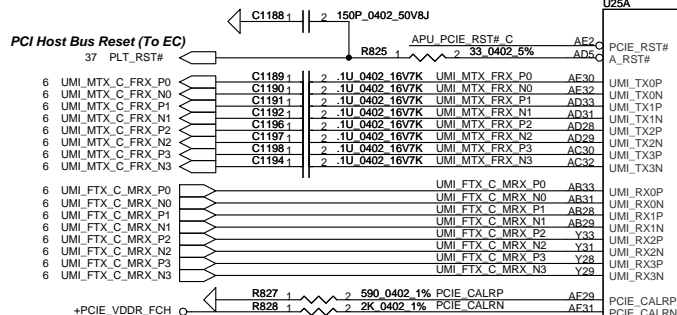 U25A
C1188 1 2 150P_0402_50V8J
PCI Host Bus Reset (To EC)
APU_PCIE_RST#_C AE2 PCIE_RST#
37 PLT_RST# R825 1 2 33_0402_5% AD5 A_RST#
6 UMI_MTX_C_FRX_P0 C1189 1 2 .1U_0402_16V7K UMI_MTX_FRX_P0 AE30 UMI_TX0P
6 UMI_MTX_C_FRX_N0 C1190 1 2 .1U_0402_16V7K UMI_MTX_FRX_N0 AE32 UMI_TX0N
6 UMI_MTX_C_FRX_P1 C1191 1 2 .1U_0402_16V7K UMI_MTX_FRX_P1 AD33 UMI_TX1P
6 UMI_MTX_C_FRX_N1 C1192 1 2 .1U_0402_16V7K UMI_MTX_FRX_N1 AD31 UMI_TX1N
6 UMI_MTX_C_FRX_P2 C1196 1 2 .1U_0402_16V7K UMI_MTX_FRX_P2 AD28 UMI_TX2P
6 UMI_MTX_C_FRX_N2 C1197 1 2 .1U_0402_16V7K UMI_MTX_FRX_N2 AD29 UMI_TX2N
6 UMI_MTX_C_FRX_P3 C1198 1 2 .1U_0402_16V7K UMI_MTX_FRX_P3 AC30 UMI_TX3P
6 UMI_MTX_C_FRX_N3 C1194 1 2 .1U_0402_16V7K UMI_MTX_FRX_N3 AC32 UMI_TX3N
6 UMI_FTX_C_MRX_P0 UMI_FTX_C_MRX_P0 AB33 UMI_RX0P
6 UMI_FTX_C_MRX_N0 UMI_FTX_C_MRX_N0 AB31 UMI_RX0N
6 UMI_FTX_C_MRX_P1 UMI_FTX_C_MRX_P1 AB28 UMI_RX1P
6 UMI_FTX_C_MRX_N1 UMI_FTX_C_MRX_N1 AB29 UMI_RX1N
6 UMI_FTX_C_MRX_P2 UMI_FTX_C_MRX_P2 Y33 UMI_RX2P
6 UMI_FTX_C_MRX_N2 UMI_FTX_C_MRX_N2 Y31 UMI_RX2N
6 UMI_FTX_C_MRX_P3 UMI_FTX_C_MRX_P3 Y28 UMI_RX3P
6 UMI_FTX_C_MRX_N3 UMI_FTX_C_MRX_N3 Y29 UMI_RX3N
R827 1 2 590_0402_1% PCIE_CALRP AF29 PCIE_CALRP
+PCIE_VDDR_FCH R828 1 2 2K_0402_1% PCIE_CALRN AF31 PCIE_CALRN